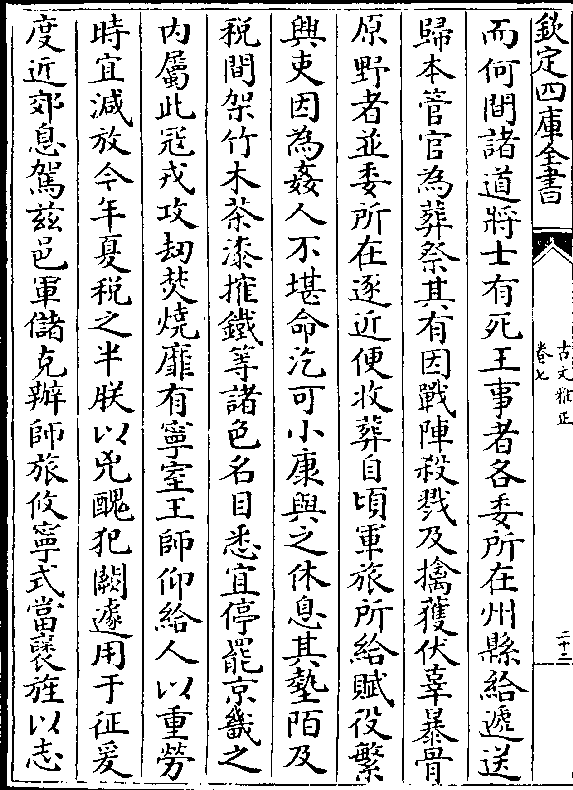 欽定四庫全書
古文雅正
卷七
二十二
而何間諸道將士有死王事者各委所在州縣給遞送
歸本管官為葬祭其有因戰陣殺戮及擒獲伏辜暴骨
原野者並委所在逐近便收葬自頃軍旅所給賦役繁
興吏因為姦人不堪命汔可小康與之休息其墊陌及
稅間架竹木茶漆搉鐵等諸色名目悉宜停罷京畿之
内屬此冦戎攻刼焚燒靡有寧室王師仰給人以重勞
時宜減放今年夏稅之半朕以兇醜犯闕遽用于征爰
度近郊息駕兹邑軍儲克辦師旅攸寧式當襃旌以志